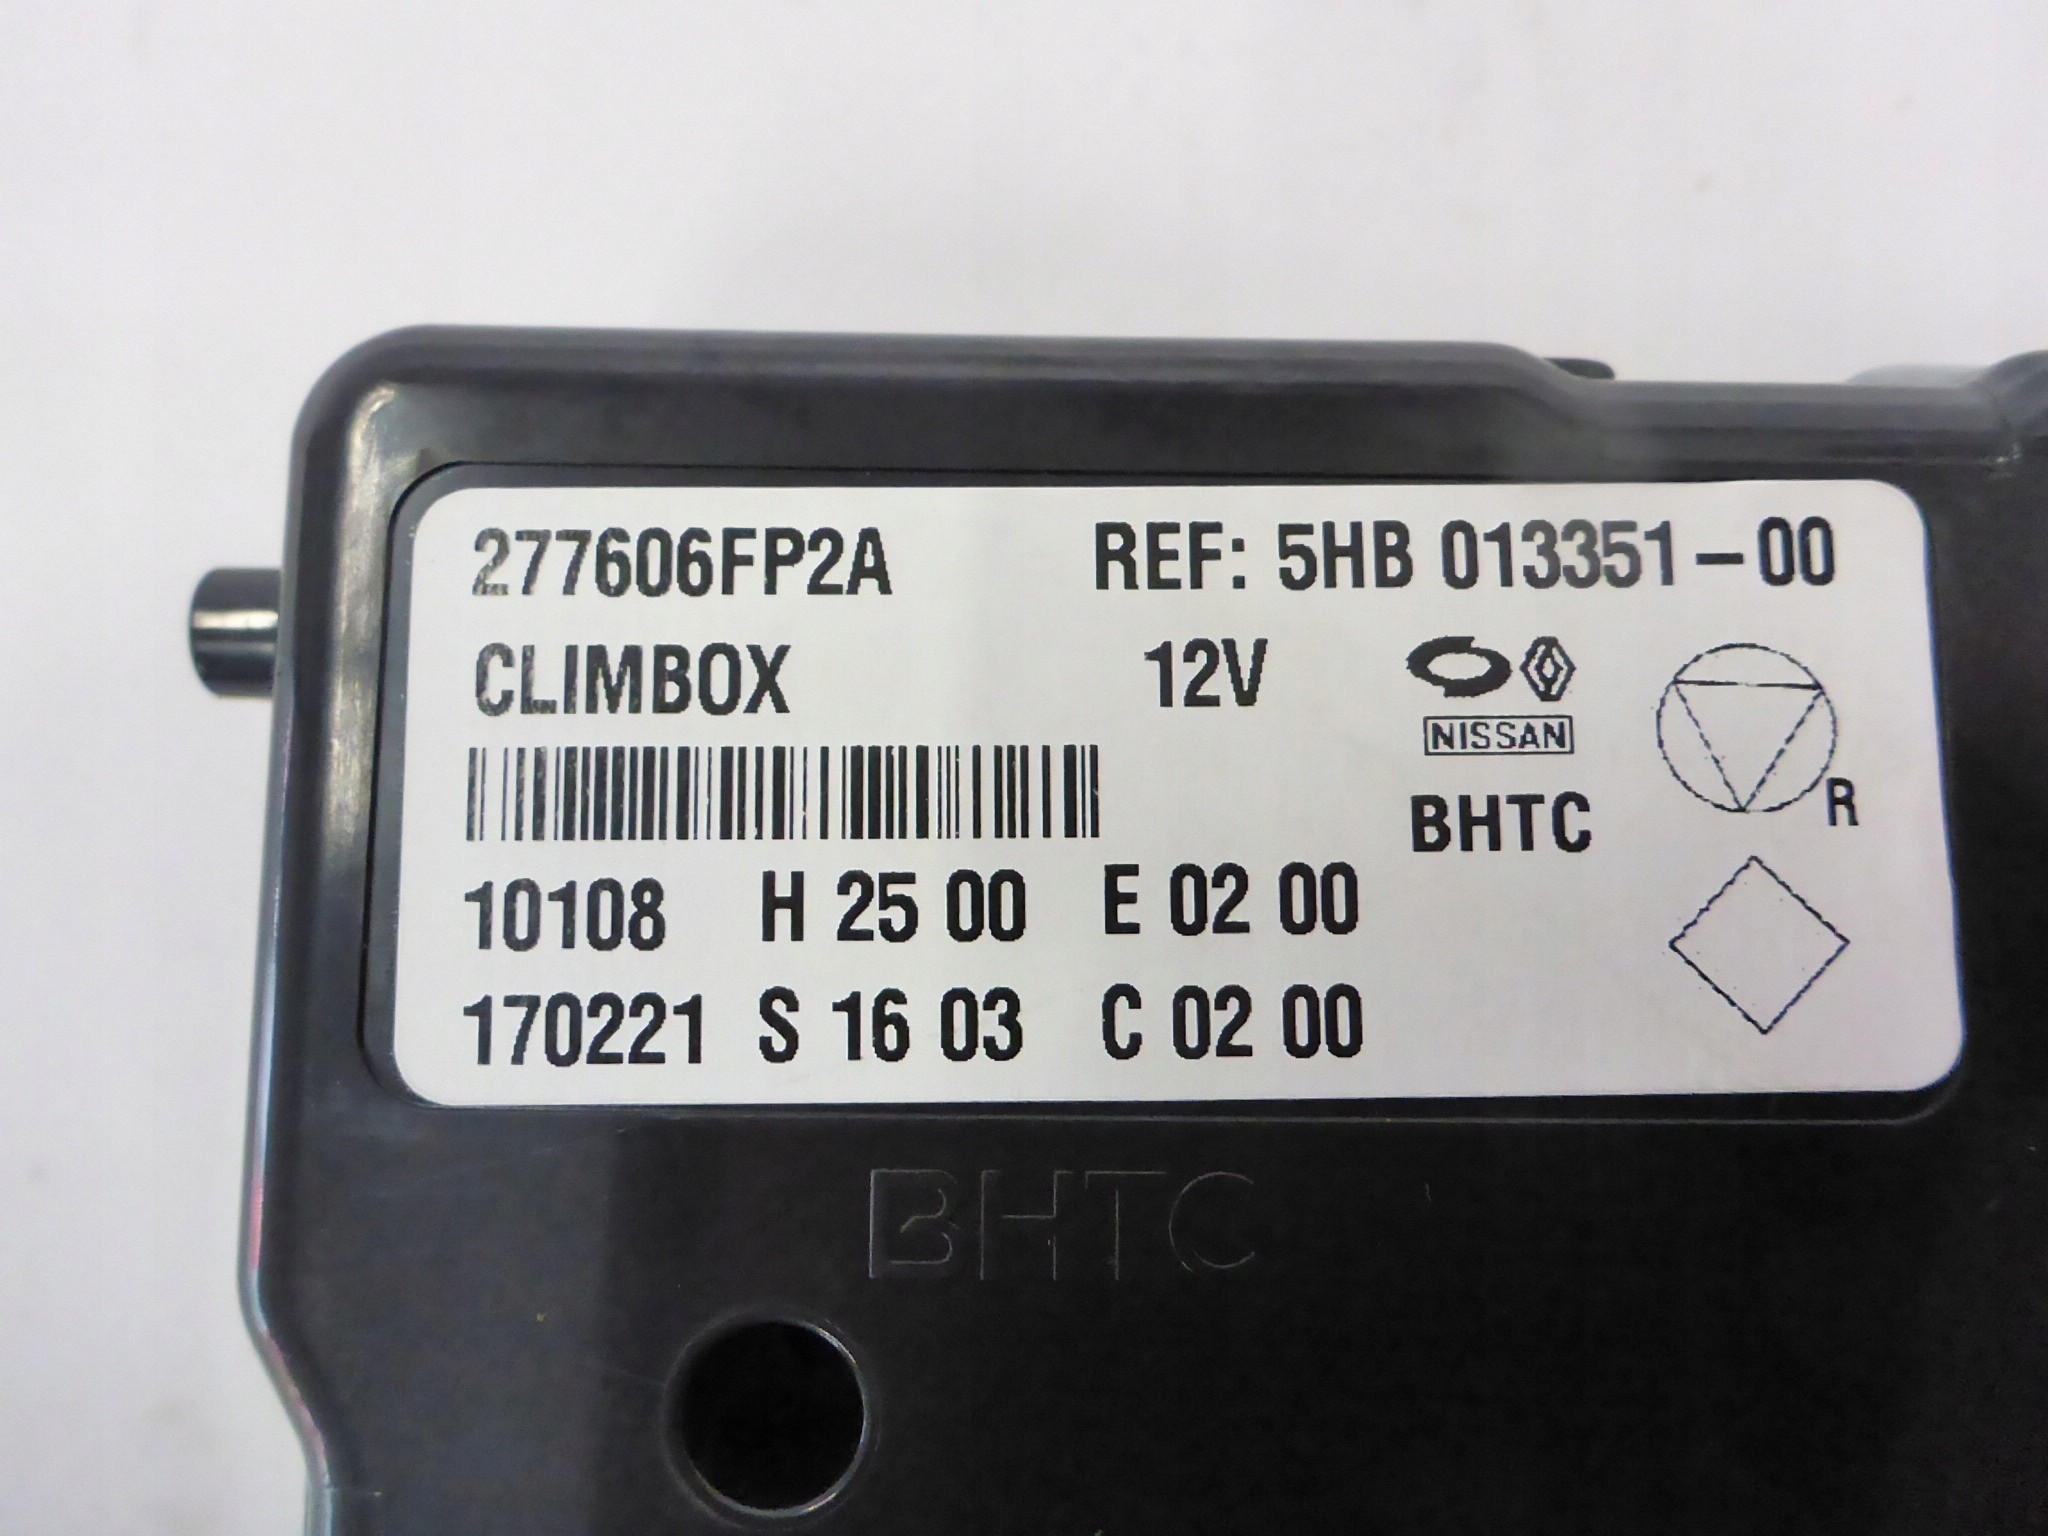 277606FP2A REF: 5HB 013351-00
CLIMBOX 12V
NISSAN
BHTC R
10108 H 25 00 E 02 00
170221 S 16 03 C 02 00
BHTC